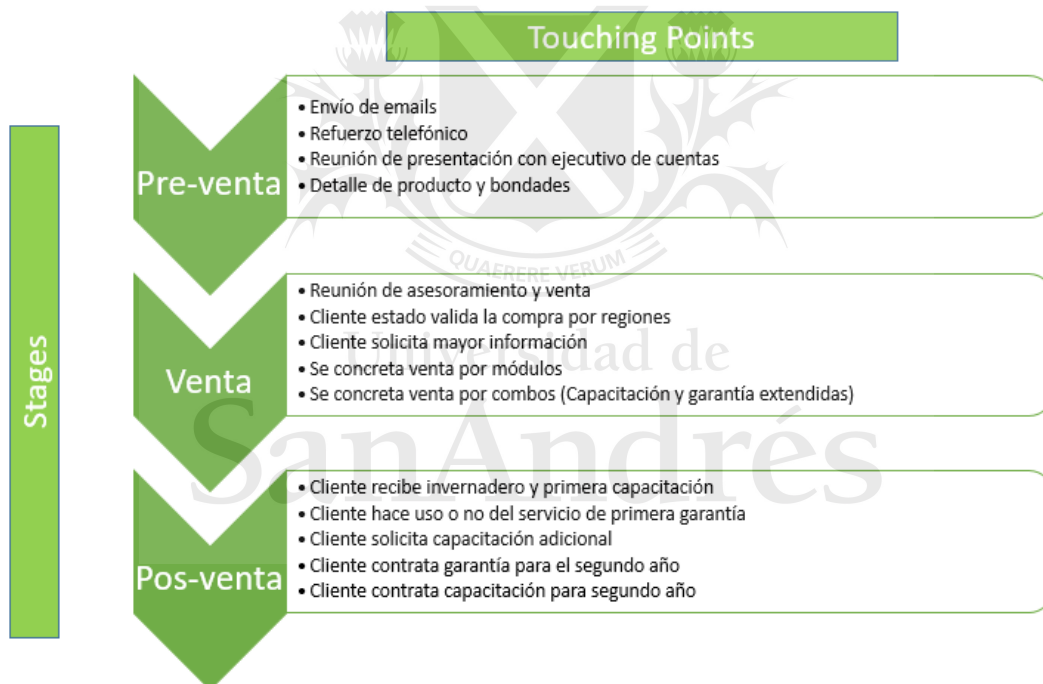 Touching Points
Stages
Pre-venta
• Envío de emails
• Refuerzo telefónico
• Reunión de presentación con ejecutivo de cuentas
• Detalle de producto y bondades
Venta
• Reunión de asesoramiento y venta
• Cliente estado valida la compra por regiones
• Cliente solicita mayor información
• Se concreta venta por módulos
• Se concreta venta por combos (Capacitación y garantía extendidas)
Pos-venta
• Cliente recibe invernadero y primera capacitación
• Cliente hace uso o no del servicio de primera garantía
• Cliente solicita capacitación adicional
• Cliente contrata garantía para el segundo año
• Cliente contrata capacitación para segundo año
QUAERERE VERUM
Universidad de
SanAndrés